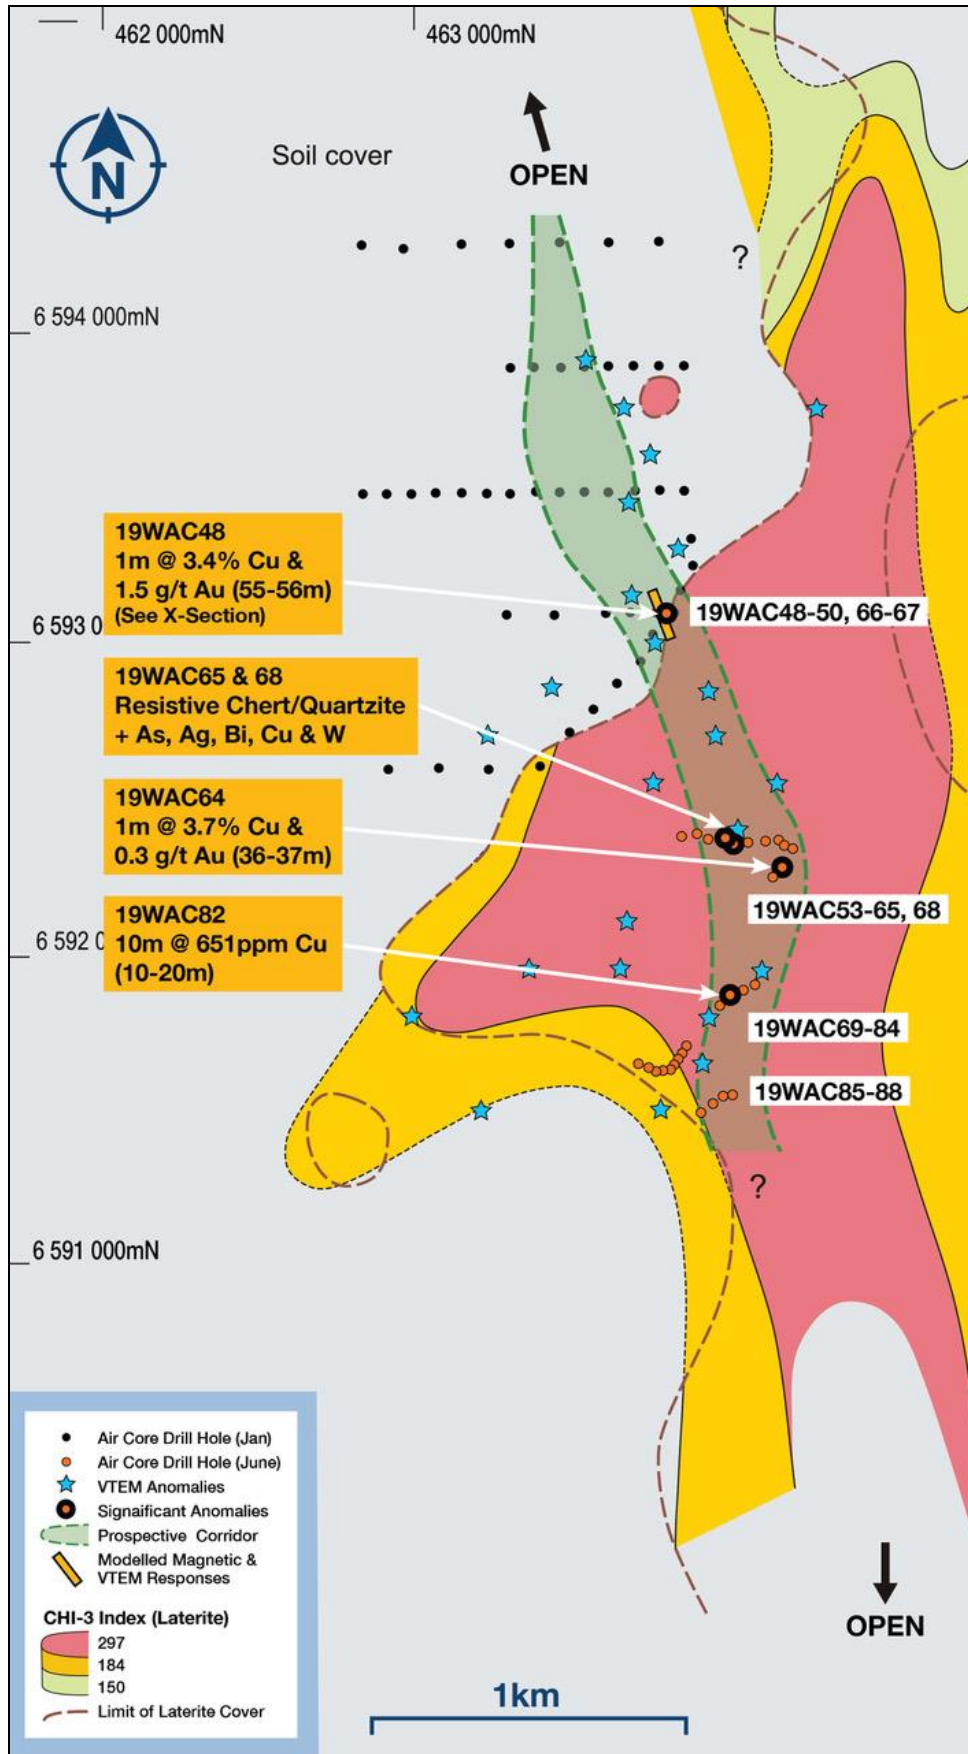 462 000mN
463 000mN
N
Soil cover
OPEN
?
6 594 000mN
19WAC48
1m @ 3.4% Cu &
1.5 g/t Au (55-56m)
(See X-Section)
6 593 0
19WAC48-50, 66-67
19WAC65 & 68
Resistive Chert/Quartzite
+ As, Ag, Bi, Cu & W
19WAC64
1m @ 3.7% Cu &
0.3 g/t Au (36-37m)
19WAC53-65, 68
19WAC82
10m @ 651ppm Cu
(10-20m)
6 592 0
19WAC69-84
19WAC85-88
?
6 591 000mN
Air Core Drill Hole (Jan)
Air Core Drill Hole (June)
VTEM Anomalies
Signaificant Anomalies
Prospective Corridor
Modelled Magnetic &
VTEM Responses
CHI-3 Index (Laterite)
297
184
150
Limit of Laterite Cover
1km
OPEN